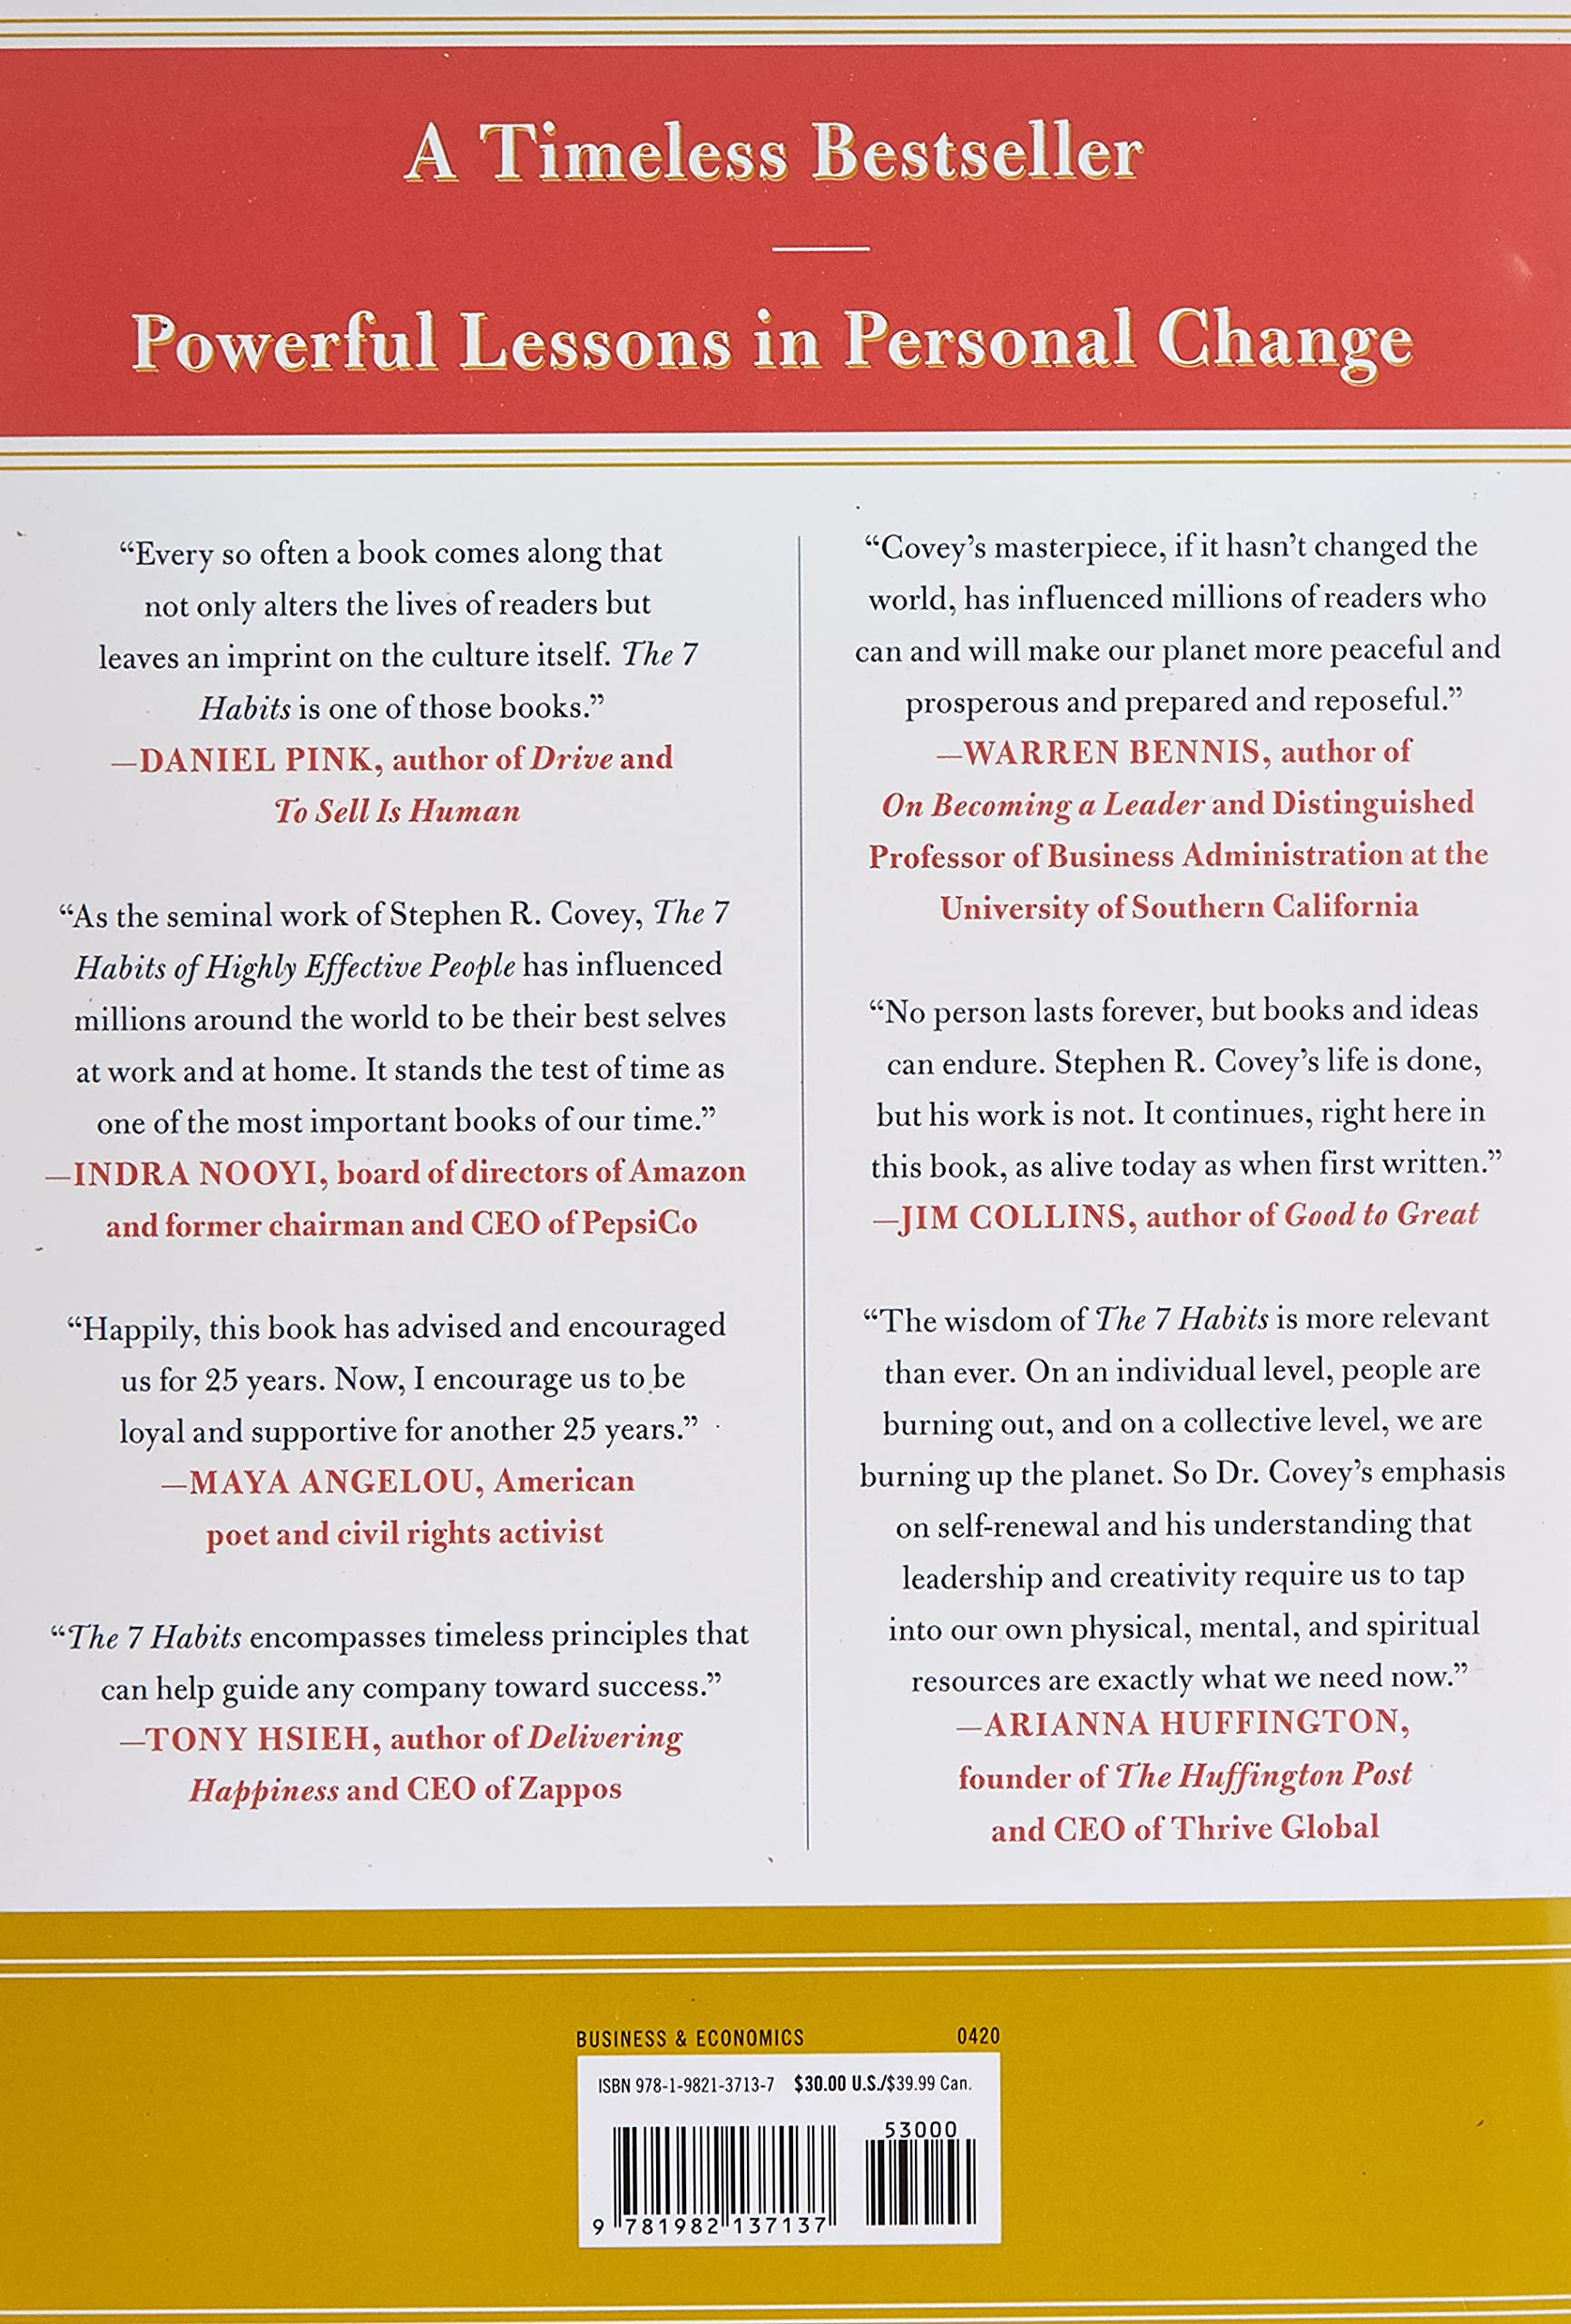 A Timeless Bestseller
Powerful Lessons in Personal Change
“Every so often a book comes along that
not only alters the lives of readers but
leaves an imprint on the culture itself. The 7
Habits is one of those books.”
—DANIEL PINK, author of Drive and
To Sell Is Human
“As the seminal work of Stephen R. Covey, The 7
Habits of Highly Effective People has influenced
millions around the world to be their best selves
at work and at home. It stands the test of time as
one of the most important books of our time.”
—INDRA NOOYI, board of directors of Amazon
and former chairman and CEO of PepsiCo
“Happily, this book has advised and encouraged
us for 25 years. Now, I encourage us to be
loyal and supportive for another 25 years.”
—MAYA ANGELOU, American
poet and civil rights activist
“The 7 Habits encompasses timeless principles that
can help guide any company toward success.”
—TONY HSIEH, author of Delivering
Happiness and CEO of Zappos
“Covey’s masterpiece, if it hasn’t changed the
world, has influenced millions of readers who
can and will make our planet more peaceful and
prosperous and prepared and reposeful.”
—WARREN BENNIS, author of
On Becoming a Leader and Distinguished
Professor of Business Administration at the
University of Southern California
“No person lasts forever, but books and ideas
can endure. Stephen R. Covey’s life is done,
but his work is not. It continues, right here in
this book, as alive today as when first written.”
—JIM COLLINS, author of Good to Great
“The wisdom of The 7 Habits is more relevant
than ever. On an individual level, people are
burning out, and on a collective level, we are
burning up the planet. So Dr. Covey’s emphasis
on self-renewal and his understanding that
leadership and creativity require us to tap
into our own physical, mental, and spiritual
resources are exactly what we need now.”
—ARIANNA HUFFINGTON,
founder of The Huffington Post
and CEO of Thrive Global
BUSINESS & ECONOMICS 0420
ISBN 978-1-9821-3713-7 $30.00 U.S./$39.99 Can.
53000
9 781982 137137